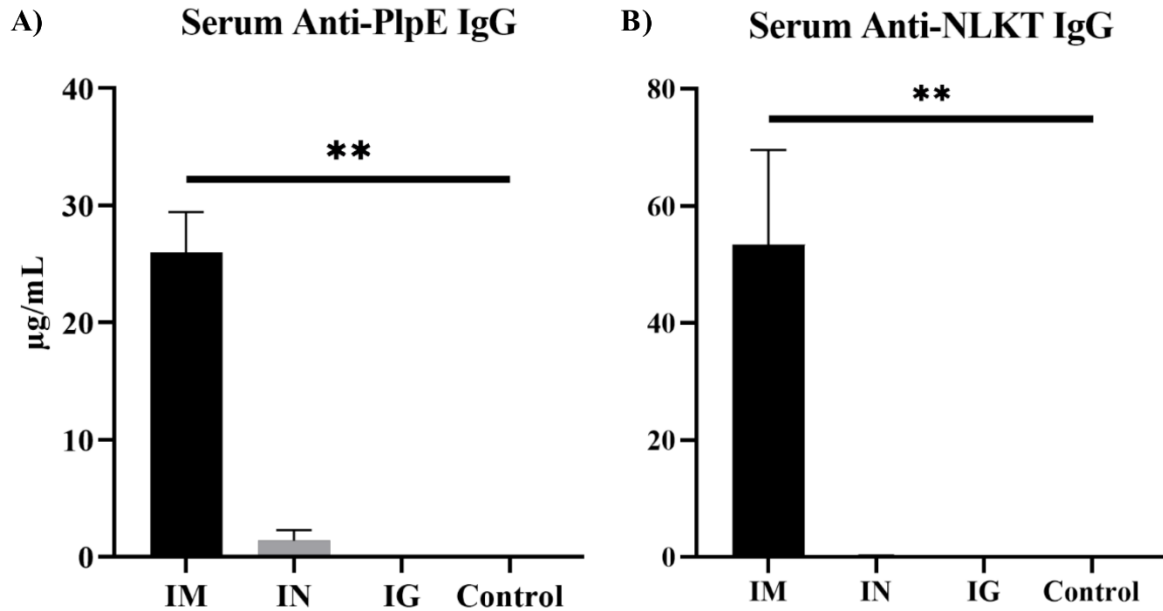 A)
Serum Anti-PlpE IgG
µg/mL
40
30
20
10
0
**
IM
IN
IG
Control
B)
Serum Anti-NLKT IgG
80
60
40
20
0
**
IM
IN
IG
Control